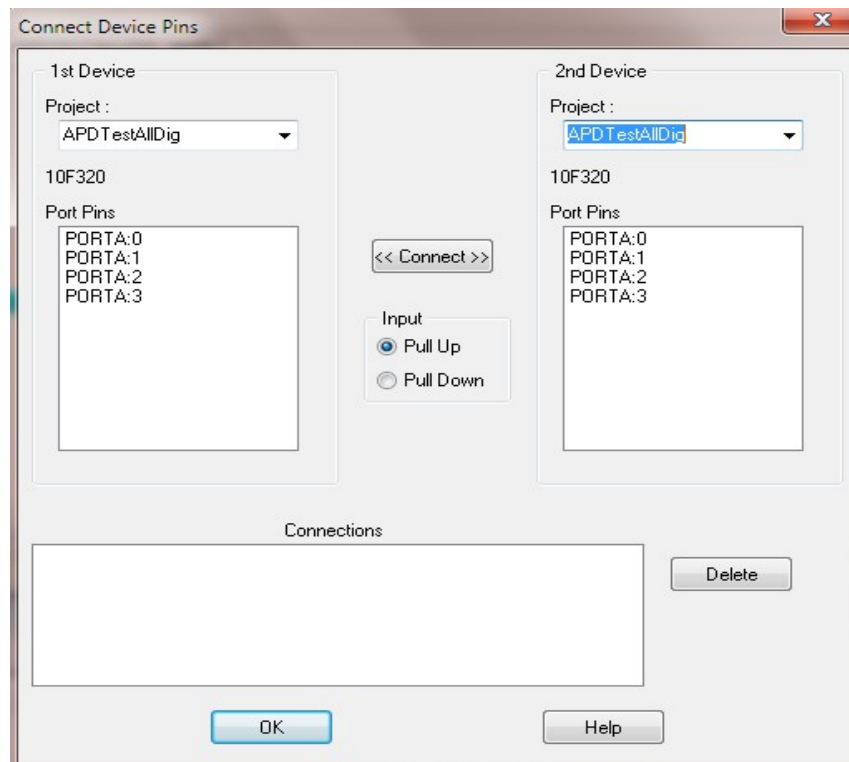 Connect Device Pins
1st Device
Project :
APDTestAllDig
10F320
Port Pins
PORTA:0
PORTA:1
PORTA:2
PORTA:3
<< Connect >>
Input
Pull Up
Pull Down
2nd Device
Project :
APDTestAllDig
10F320
Port Pins
PORTA:0
PORTA:1
PORTA:2
PORTA:3
Connections
Delete
OK
Help